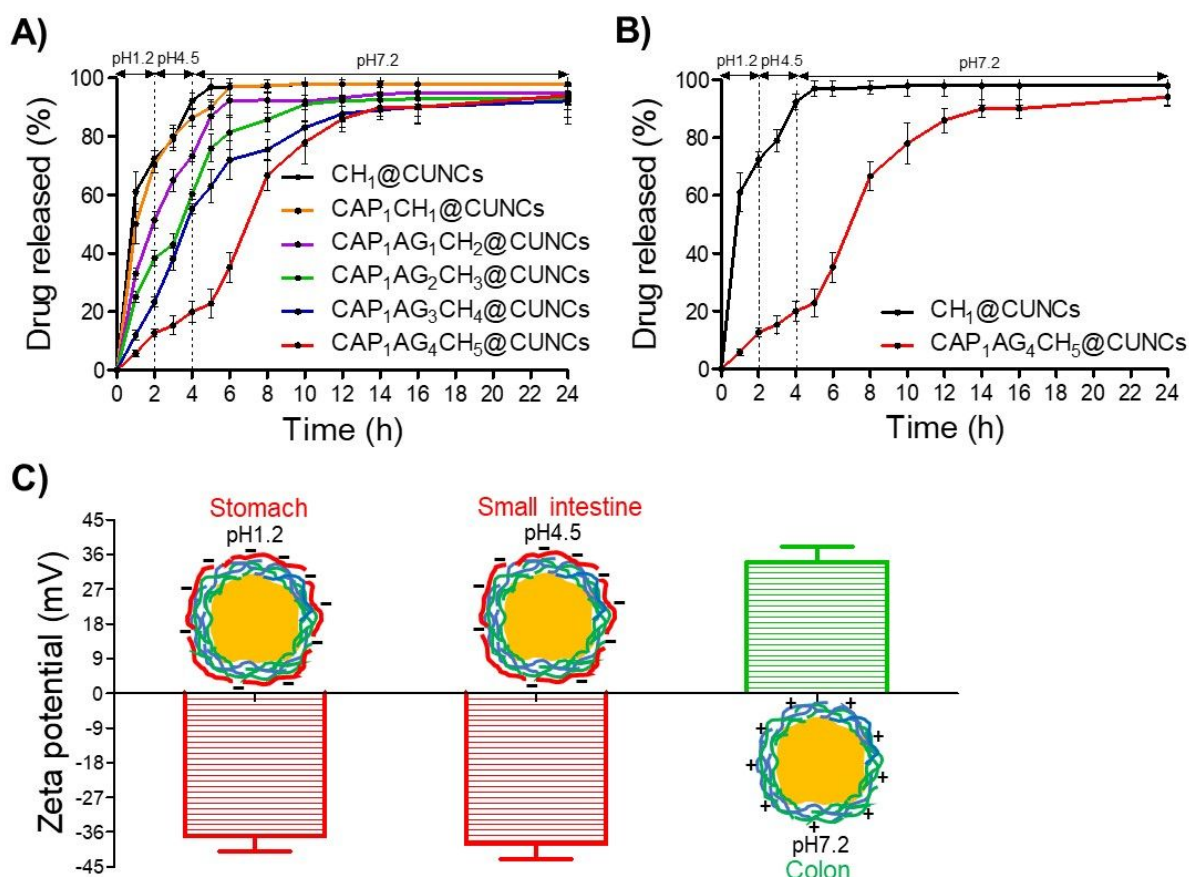 A)
pH1.2 pH4.5 pH7.2
Drug released (%)
100
80
60
40
20
0
CH₁@CUNCs
CAP₁CH₁@CUNCs
CAP₁AG₁CH₂@CUNCs
CAP₁AG₂CH₃@CUNCs
CAP₁AG₃CH₄@CUNCs
CAP₁AG₄CH₅@CUNCs
0 2 4 6 8 10 12 14 16 18 20 22 24
Time (h)
B)
pH1.2 pH4.5 pH7.2
Drug released (%)
100
80
60
40
20
0
CH₁@CUNCs
CAP₁AG₄CH₅@CUNCs
0 2 4 6 8 10 12 14 16 18 20 22 24
Time (h)
C)
Zeta potential (mV)
45
36
27
18
9
0
-9
-18
-27
-36
-45
Stomach
pH1.2
Small intestine
pH4.5
pH7.2
Colon